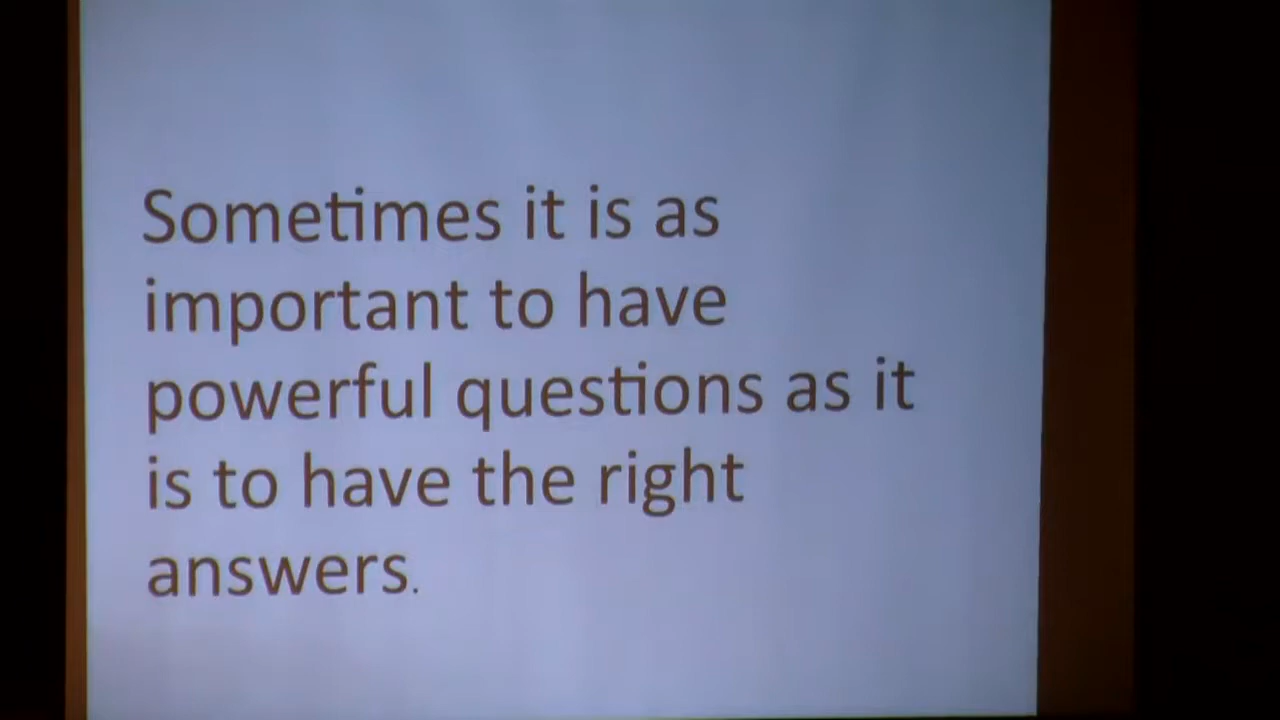 Sometimes it is as
important to have
powerful questions as it
is to have the right
answers.